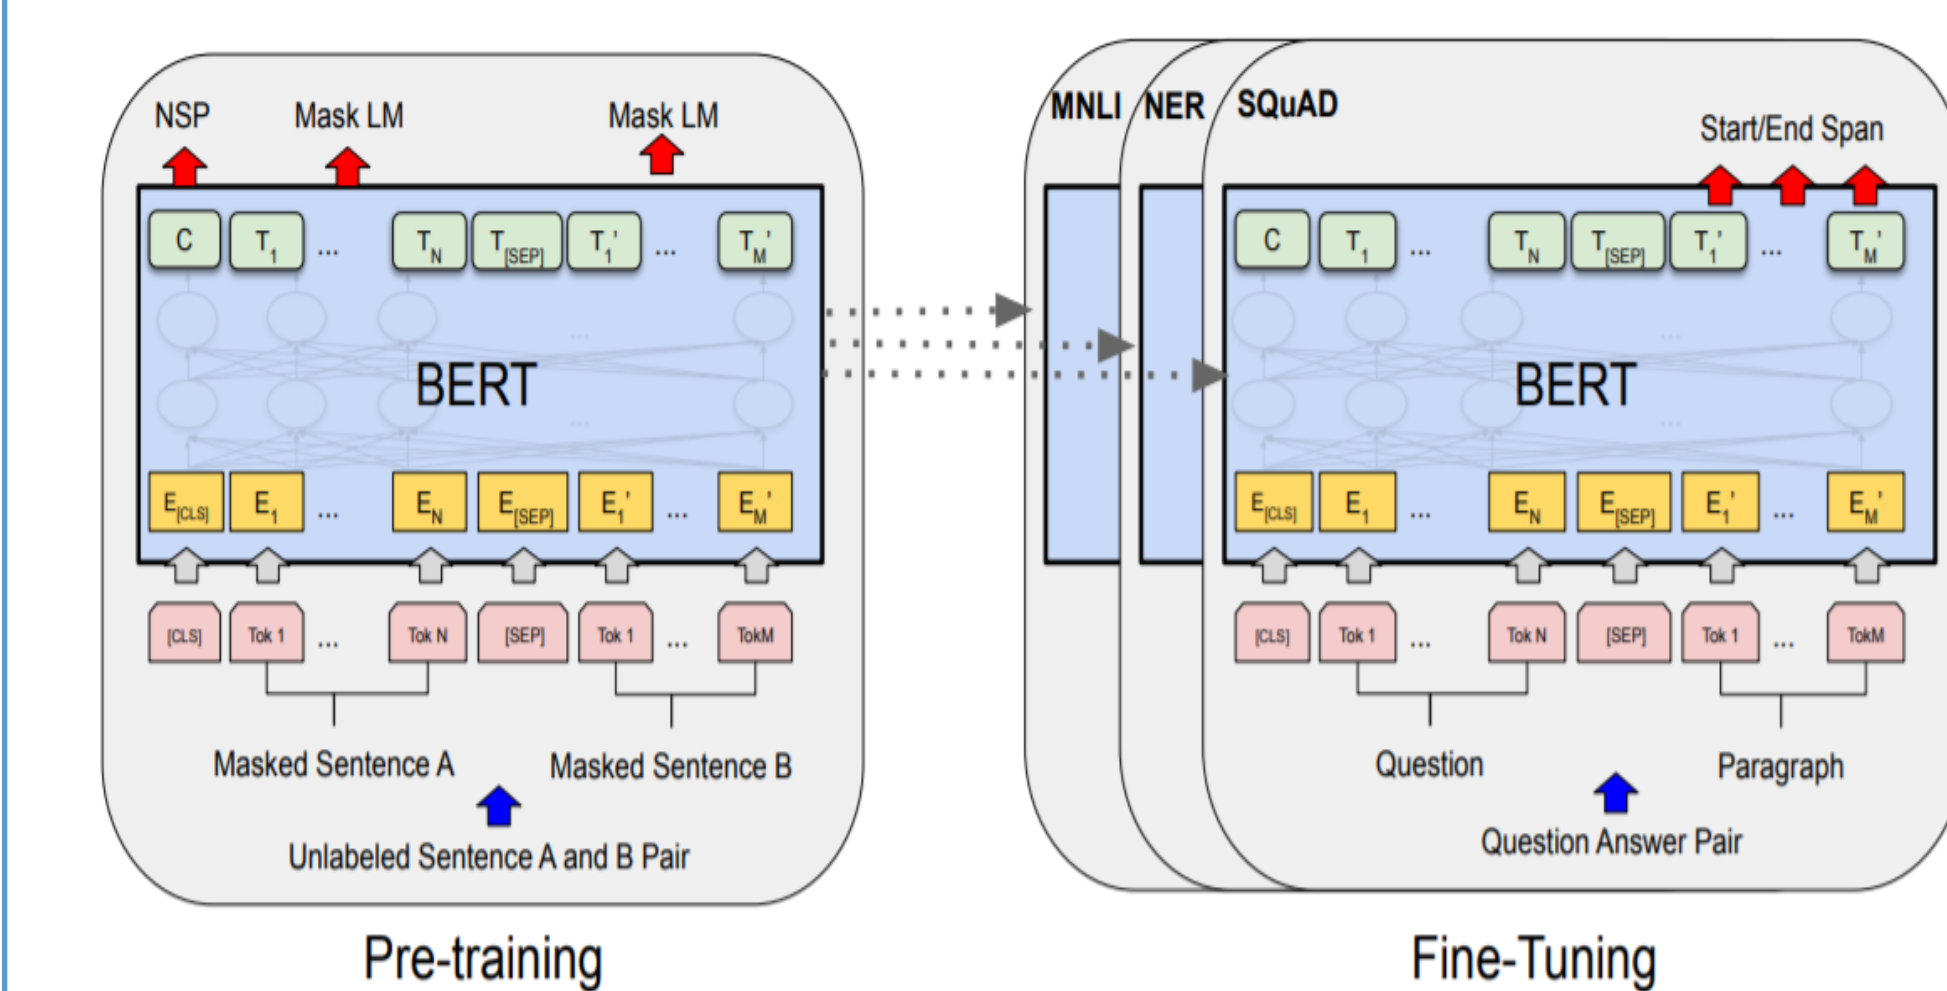 NSP Mask LM Mask LM
C T1 ... TN T[SEP] T1' ... TM'
...
BERT
...
E[CLS] E1 ... EN E[SEP] E1' ... EM'
[CLS] Tok 1 ... Tok N [SEP] Tok 1 ... TokM
Masked Sentence A Masked Sentence B
Unlabeled Sentence A and B Pair
Pre-training
MNLI NER SQuAD
Start/End Span
C T1 ... TN T[SEP] T1' ... TM'
...
BERT
...
E[CLS] E1 ... EN E[SEP] E1' ... EM'
[CLS] Tok 1 ... Tok N [SEP] Tok 1 ... TokM
Question Paragraph
Question Answer Pair
Fine-Tuning